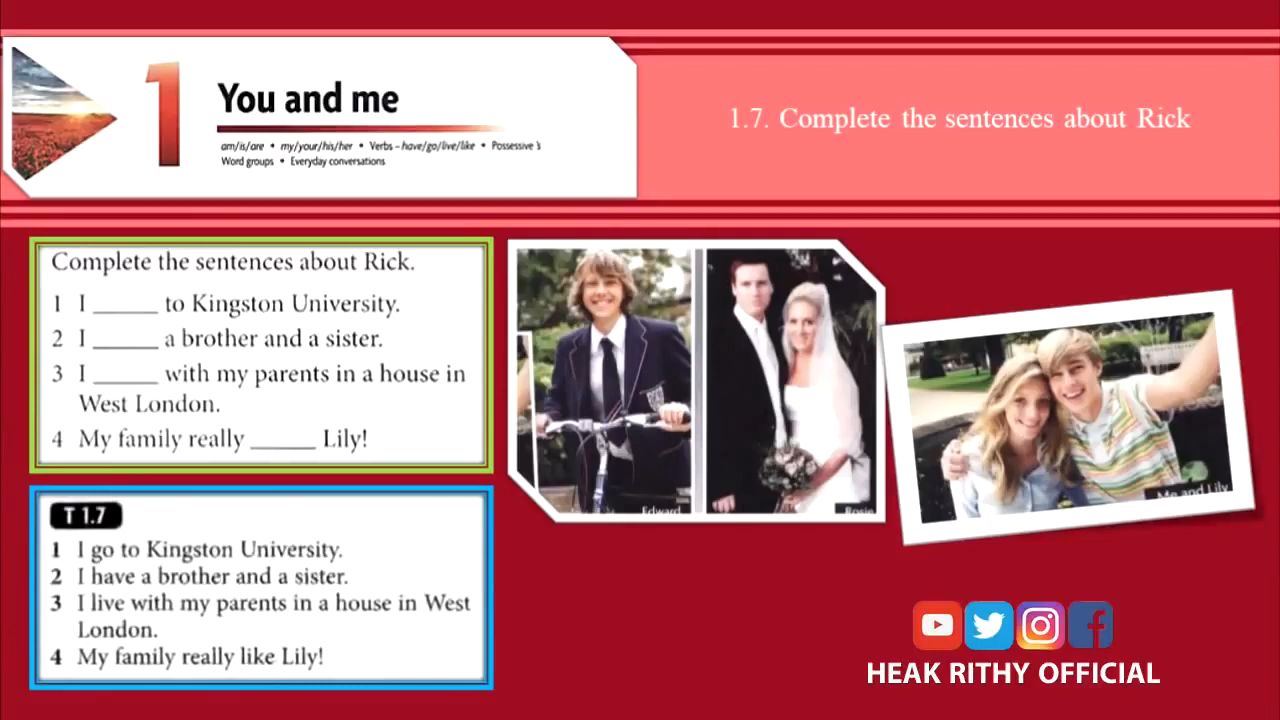 1
You and me
am/is/are • my/your/his/her • Verbs – have/go/live/like • Possessive 's
Word groups • Everyday conversations
1.7. Complete the sentences about Rick
Complete the sentences about Rick.
1 I ______ to Kingston University.
2 I ______ a brother and a sister.
3 I ______ with my parents in a house in
West London.
4 My family really ______ Lily!
T 1.7
1 I go to Kingston University.
2 I have a brother and a sister.
3 I live with my parents in a house in West
London.
4 My family really like Lily!
Edward
Rosie
Me and Lily
HEAK RITHY OFFICIAL